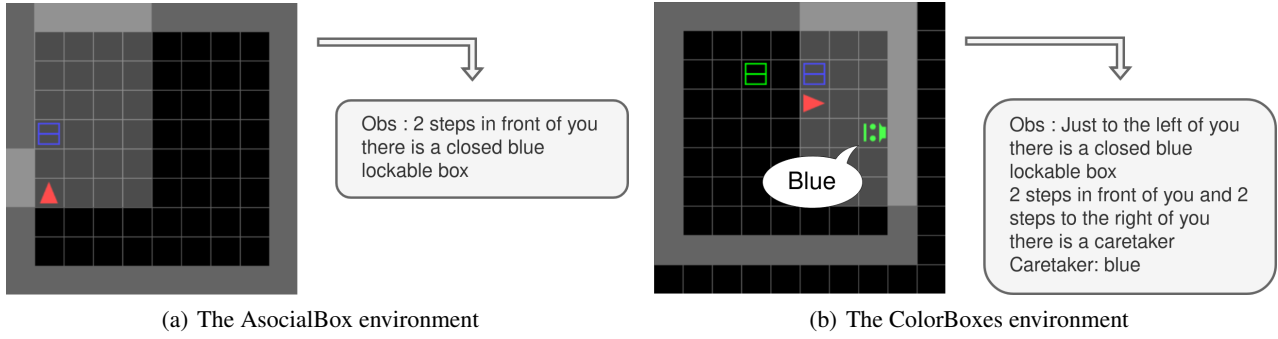 Obs : 2 steps in front of you
there is a closed blue
lockable box
(a) The AsocialBox environment
Blue
Obs : Just to the left of you
there is a closed blue
lockable box
2 steps in front of you and 2
steps to the right of you
there is a caretaker
Caretaker: blue
(b) The ColorBoxes environment